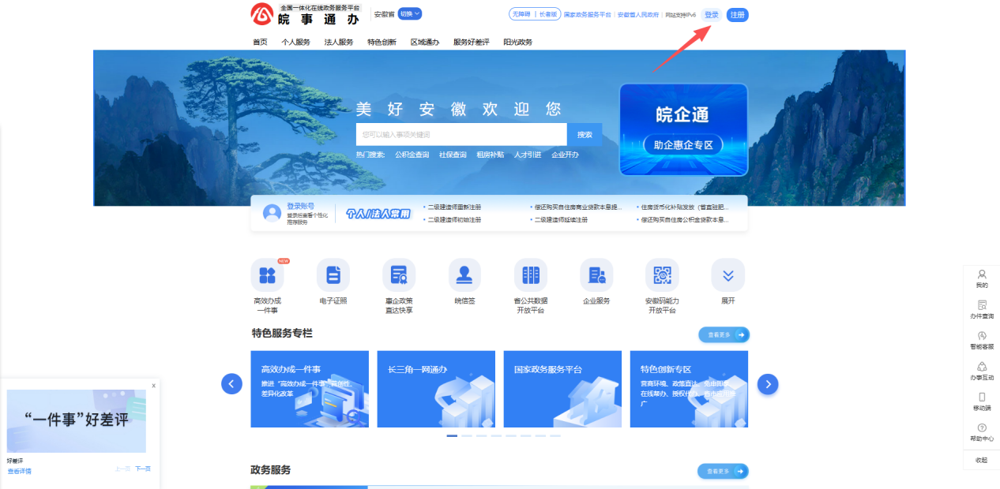 全国一体化在线政务服务平台
皖事通办
安徽省 切换
无障碍 | 长者版 国家政务服务平台 | 安徽省人民政府 | 网站支持IPv6 登录 注册
首页 个人服务 法人服务 特色创新 区域通办 服务好差评 阳光政务
美好安徽欢迎您
您可以输入事项关键词 搜索
热门搜索: 公积金查询 社保查询 租房补贴 人才引进 企业开办
皖企通
助企惠企专区
登录账号
登录后查看个性化
推荐服务
个人/法人常用
• 二级建造师重新注册 • 偿还购买自住房商业贷款本息提... • 住房货币化补贴发放（省直驻肥...
• 二级建造师初始注册 • 二级建造师延续注册 • 偿还购买自住房公积金贷款本息...
NEW
高效办成
一件事
电子证照
惠企政策
直达快享
皖信签
省公共数据
开放平台
企业服务
安徽码能力
开放平台
展开
特色服务专栏 查看更多
高效办成一件事
推进“高效办成一件事”首创性、
差异化改革
长三角一网通办
国家政务服务平台
特色创新专区
营商环境、政策直达、免申即享、
在线帮办、授权代办、省市应用推
广
政务服务 查看更多
x
“一件事”好差评
好差评
查看详情 上一页 下一页
我的
办件查询
智能客服
办事互动
移动端
帮助中心
收起